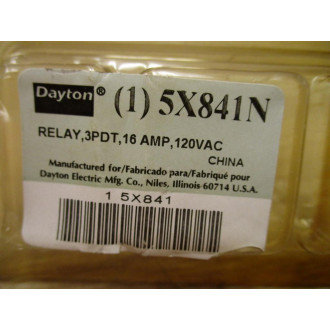 Dayton® (1) 5X841N
RELAY,3PDT,16 AMP,120VAC
CHINA
Manufactured for/Fabricado para/Fabriqué pour
Dayton Electric Mfg. Co., Niles, Illinois 60714 U.S.A.
1 5X841